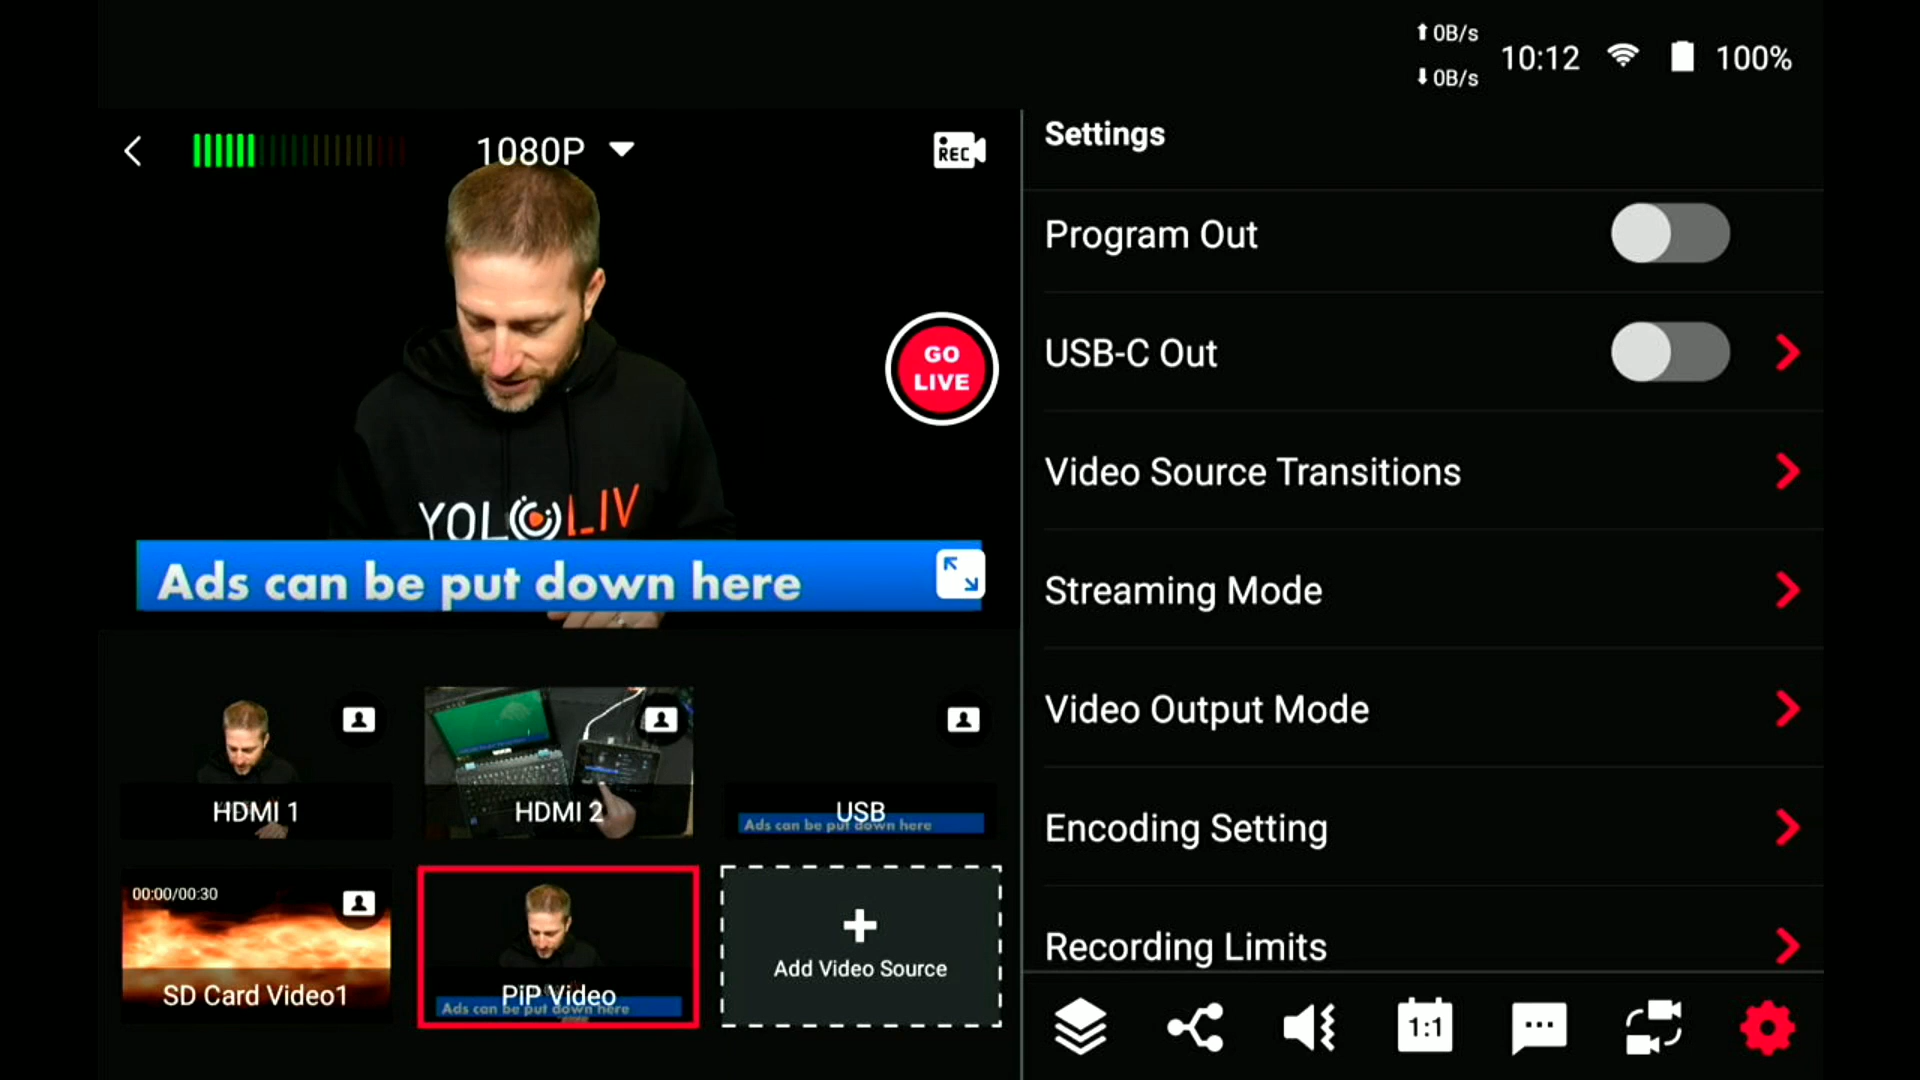 ↑0B/s
↓0B/s
10:12
100%
1080P
REC
GO
LIVE
YOLOLIV
Ads can be put down here
HDMI 1
HDMI 2
USB
Ads can be put down here
00:00/00:30
SD Card Video1
PiP Video
Ads can be put down here
Add Video Source
Settings
Program Out
USB-C Out
Video Source Transitions
Streaming Mode
Video Output Mode
Encoding Setting
Recording Limits
1:1